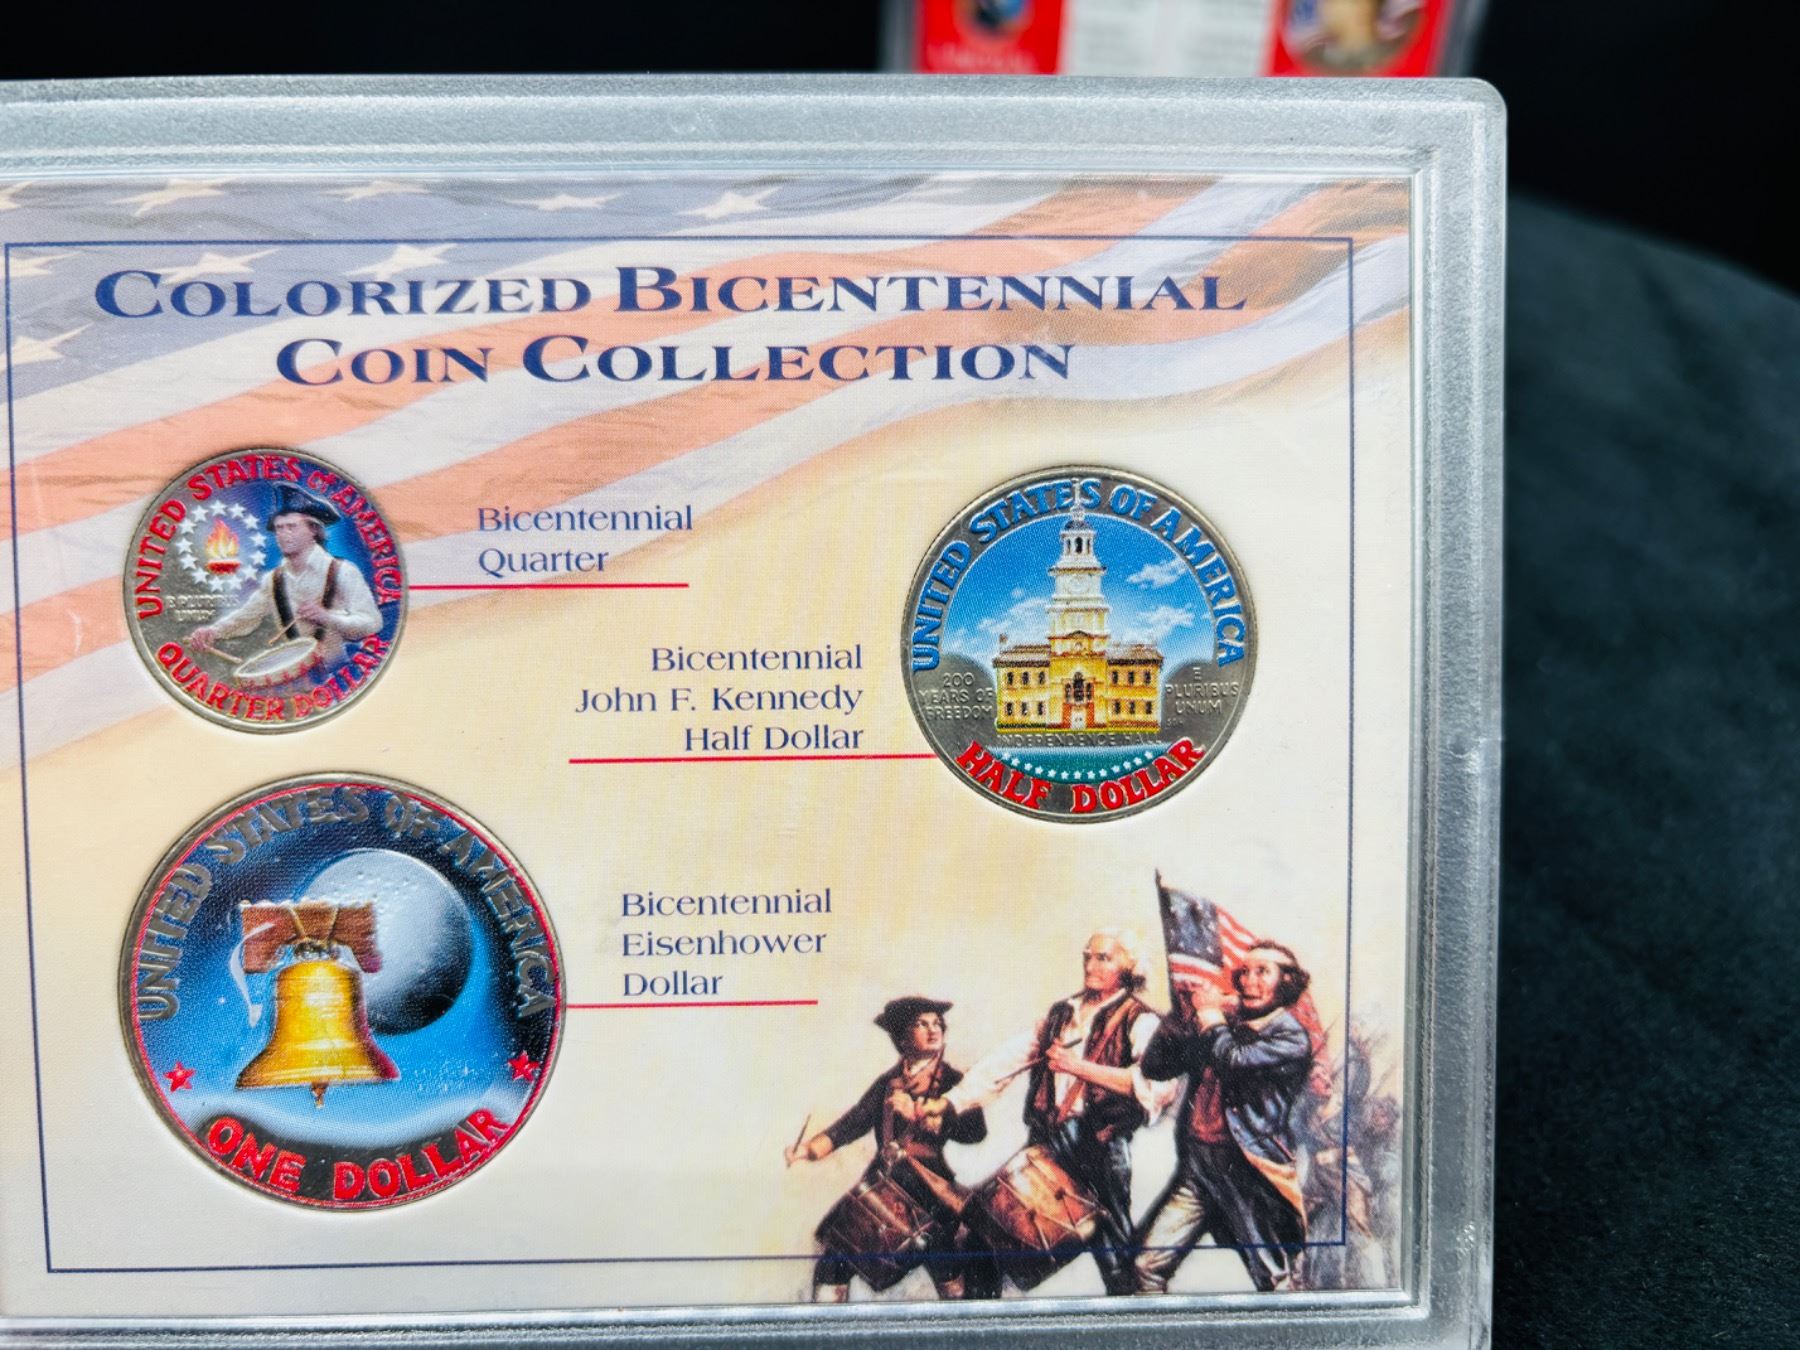 COLORIZED BICENTENNIAL
COIN COLLECTION
UNITED STATES OF AMERICA
E PLURIBUS
UNUM
QUARTER DOLLAR
Bicentennial
Quarter
Bicentennial
John F. Kennedy
Half Dollar
UNITED STATES OF AMERICA
200
YEARS OF
FREEDOM
E
PLURIBUS
UNUM
INDEPENDENCE HALL
HALF DOLLAR
UNITED STATES OF AMERICA
ONE DOLLAR
Bicentennial
Eisenhower
Dollar